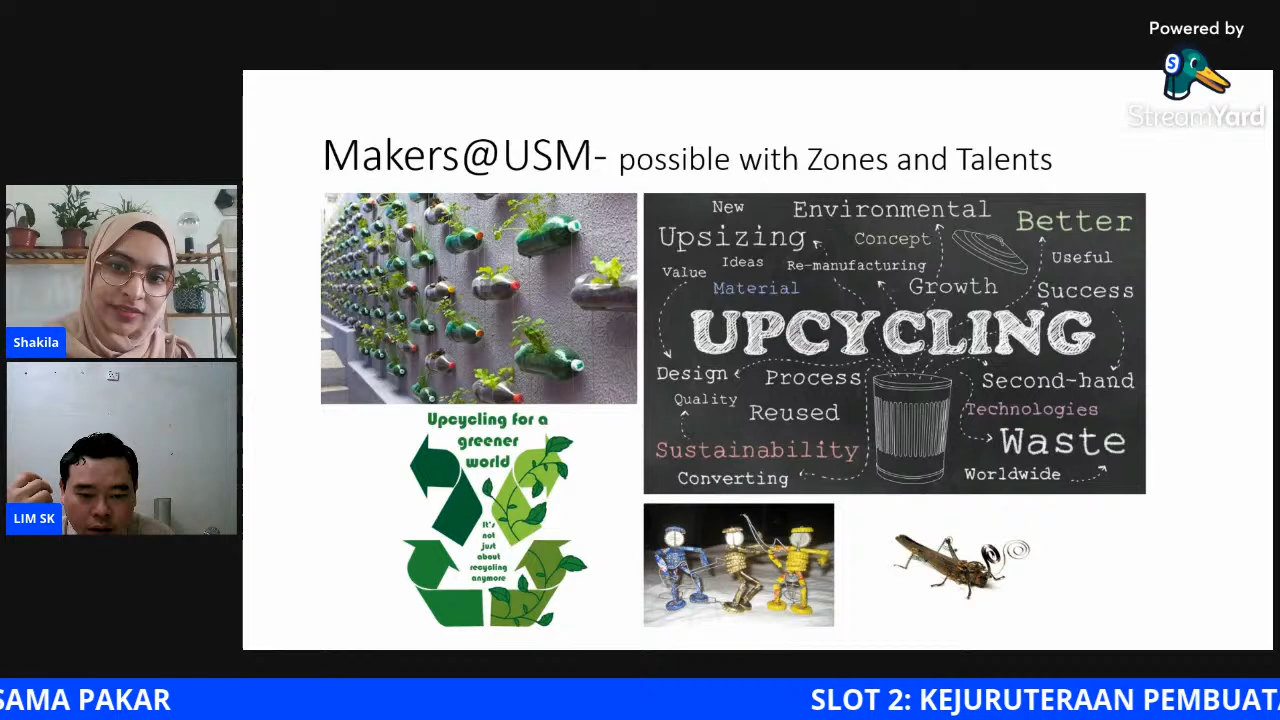 Powered by
S
StreamYard
Makers@USM- possible with Zones and Talents
New
Environmental
Better
Upsizing
Concept
Useful
Ideas
Value
Re-manufacturing
Material
Growth
Success
UPCYCLING
Design
Process
Second-hand
Quality
Reused
Technologies
Sustainability
Waste
Converting
Worldwide
Upcycling for a
greener
world
It's
not
just
about
recycling
anymore
Shakila
LIM SK
SAMA PAKAR
SLOT 2: KEJURUTERAAN PEMBUATA